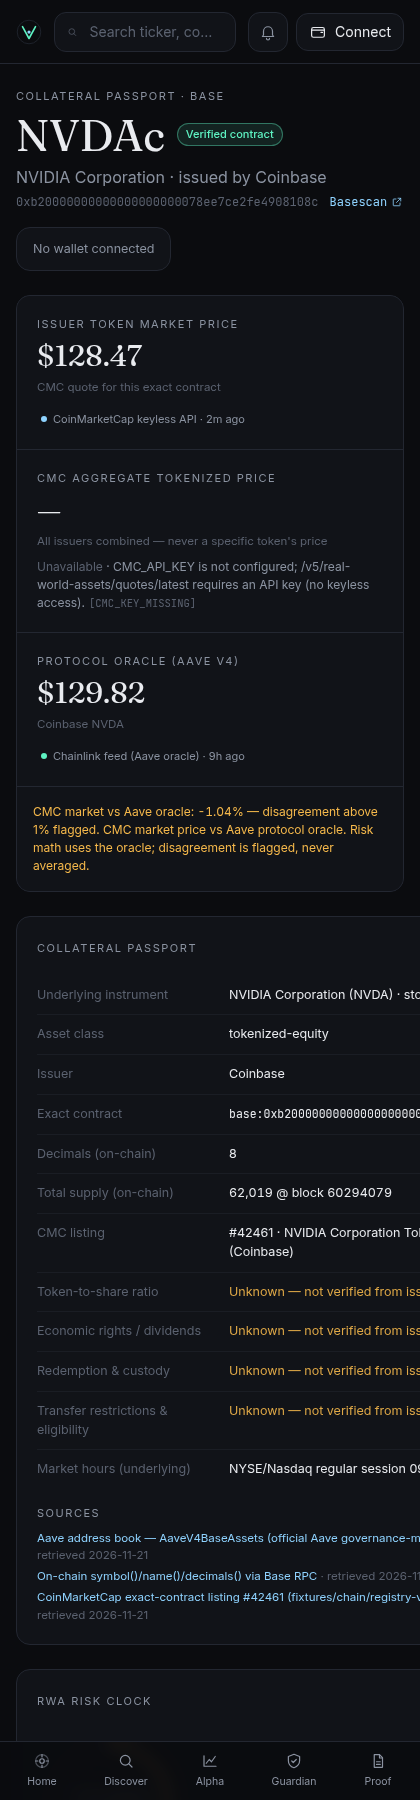 Search ticker, co...
Connect
COLLATERAL PASSPORT · BASE
NVDAc Verified contract
NVIDIA Corporation · issued by Coinbase
0xb20000000000000000000078ee7ce2fe4908108c Basescan
No wallet connected
ISSUER TOKEN MARKET PRICE
$128.47
CMC quote for this exact contract
CoinMarketCap keyless API · 2m ago
CMC AGGREGATE TOKENIZED PRICE
—
All issuers combined — never a specific token's price
Unavailable · CMC_API_KEY is not configured; /v5/real-
world-assets/quotes/latest requires an API key (no keyless
access). [CMC_KEY_MISSING]
PROTOCOL ORACLE (AAVE V4)
$129.82
Coinbase NVDA
Chainlink feed (Aave oracle) · 9h ago
CMC market vs Aave oracle: -1.04% — disagreement above
1% flagged. CMC market price vs Aave protocol oracle. Risk
math uses the oracle; disagreement is flagged, never
averaged.
COLLATERAL PASSPORT
Underlying instrument NVIDIA Corporation (NVDA) · sto
Asset class tokenized-equity
Issuer Coinbase
Exact contract
Decimals (on-chain) 8
Total supply (on-chain) 62,019 @ block 60294079
CMC listing #42461 · NVIDIA Corporation Tok
(Coinbase)
Token-to-share ratio Unknown — not verified from iss
Economic rights / dividends Unknown — not verified from iss
Redemption & custody Unknown — not verified from iss
Transfer restrictions & Unknown — not verified from iss
eligibility
Market hours (underlying) NYSE/Nasdaq regular session 09
SOURCES
Aave address book — AaveV4BaseAssets (official Aave governance-m
retrieved 2026-11-21
On-chain symbol()/name()/decimals() via Base RPC · retrieved 2026-11
CoinMarketCap exact-contract listing #42461 (fixtures/chain/registry-v
retrieved 2026-11-21
RWA RISK CLOCK
Home Discover Alpha Guardian Proof